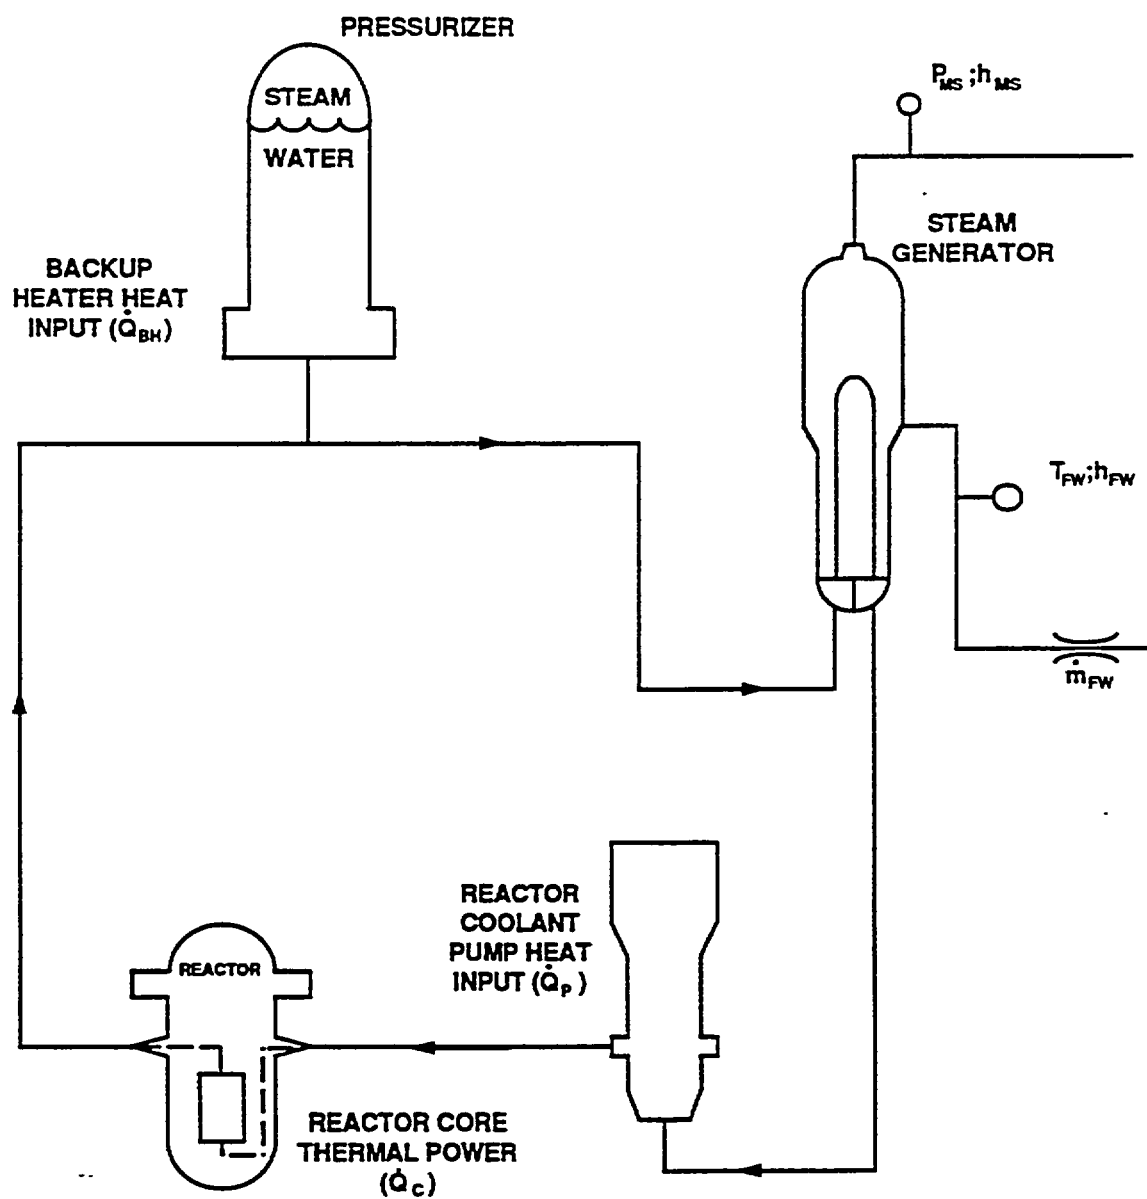 PRESSURIZER
STEAM
WATER
P_MS ; h_MS
STEAM
GENERATOR
BACKUP
HEATER HEAT
INPUT (Q̇_BH)
T_FW;h_FW
ṁ_FW
REACTOR
COOLANT
PUMP HEAT
INPUT (Q̇_P)
REACTOR
REACTOR CORE
THERMAL POWER
(Q̇_C)